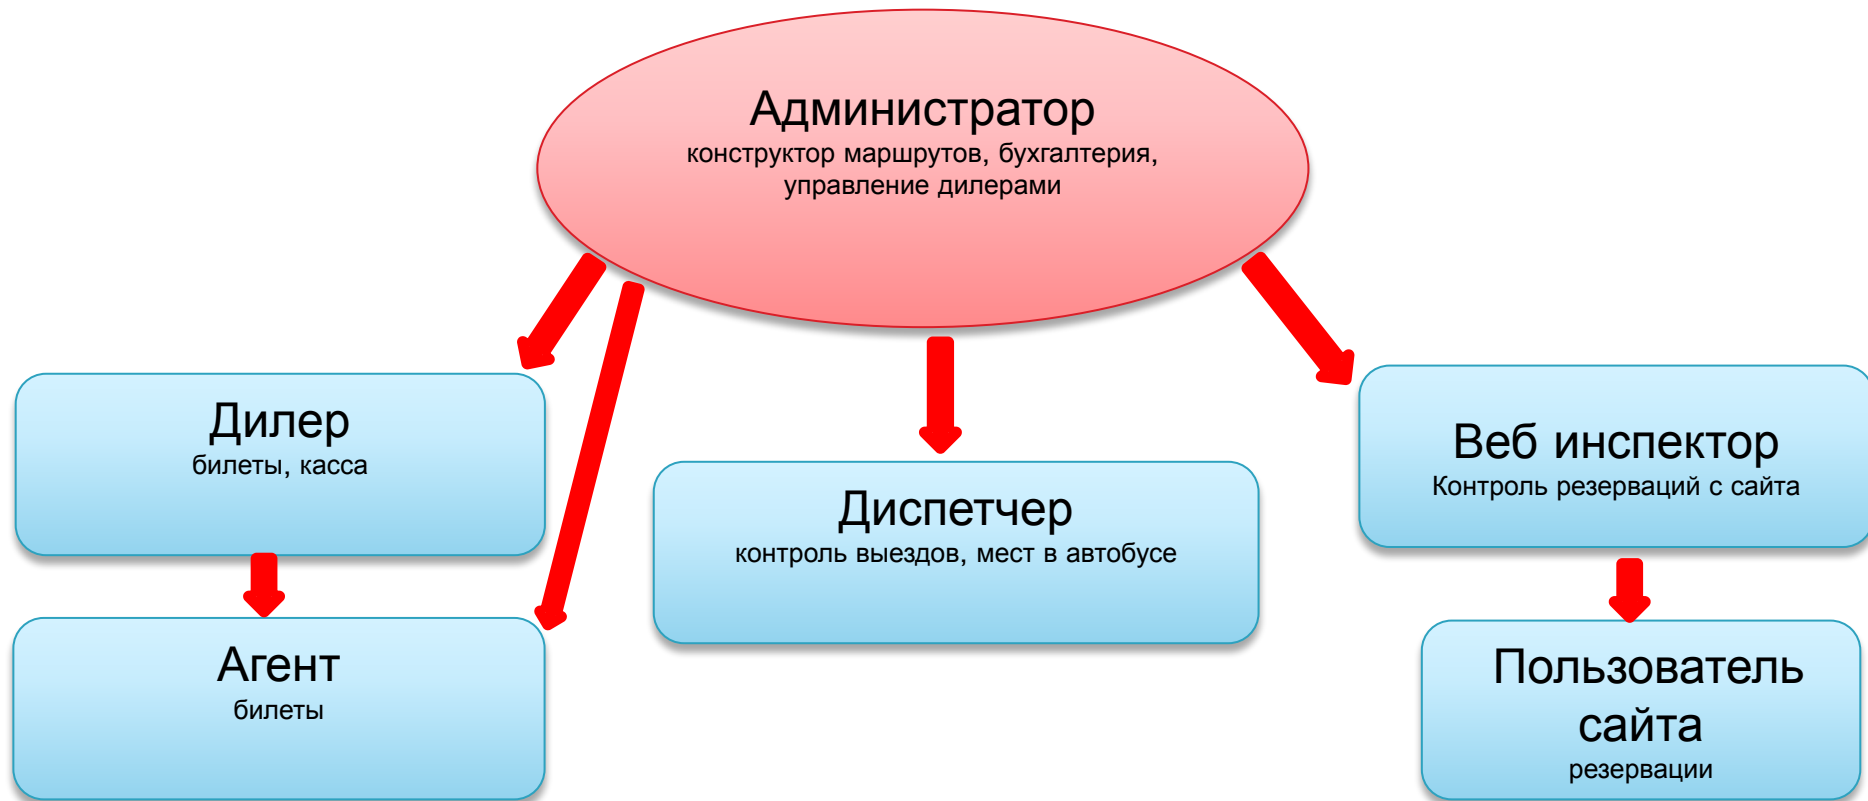 Администратор
конструктор маршрутов, бухгалтерия,
управление дилерами
Дилер
билеты, касса
Диспетчер
контроль выездов, мест в автобусе
Веб инспектор
Контроль резерваций с сайта
Агент
билеты
Пользователь
сайта
резервации